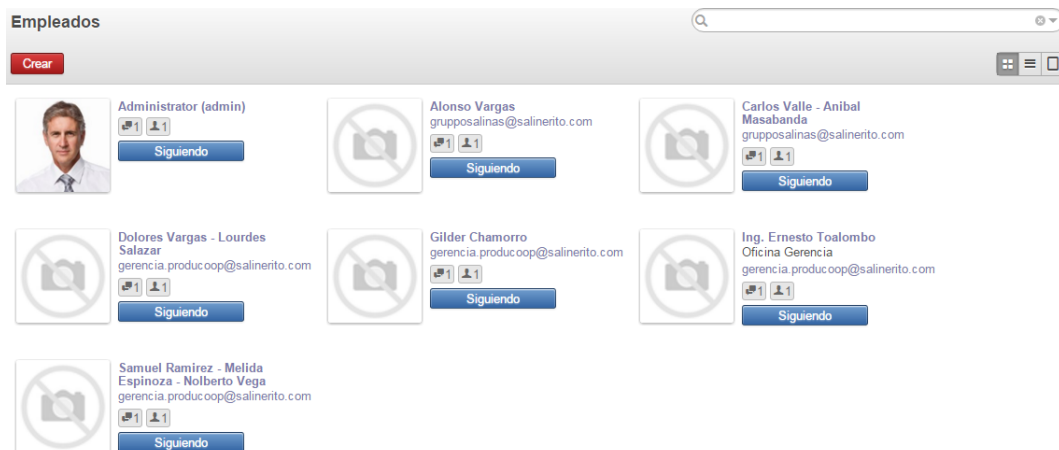 Empleados
Crear
Administrator (admin)
1 1
Siguiendo
Alonso Vargas
grupposalinas@salinerito.com
1 1
Siguiendo
Carlos Valle - Anibal
Masabanda
grupposalinas@salinerito.com
1 1
Siguiendo
Dolores Vargas - Lourdes
Salazar
gerencia.producoop@salinerito.com
1 1
Siguiendo
Gilder Chamorro
gerencia.producoop@salinerito.com
1 1
Siguiendo
Ing. Ernesto Toalombo
Oficina Gerencia
gerencia.producoop@salinerito.com
1 1
Siguiendo
Samuel Ramirez - Melida
Espinoza - Nolberto Vega
gerencia.producoop@salinerito.com
1 1
Siguiendo